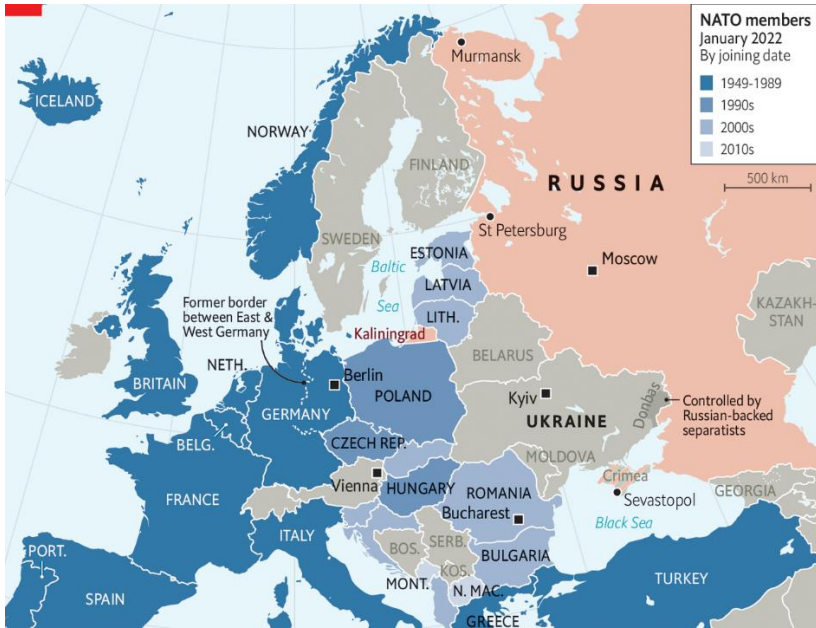 NATO members
January 2022
By joining date
1949-1989
1990s
2000s
2010s
500 km
Murmansk
ICELAND
NORWAY
FINLAND
RUSSIA
SWEDEN
St Petersburg
ESTONIA
Moscow
Baltic
Sea
LATVIA
KAZAKH-
STAN
Former border
between East &
West Germany
LITH.
Kaliningrad
BELARUS
NETH.
BRITAIN
Berlin
POLAND
Kyiv
Donbas
Controlled by
Russian-backed
separatists
GERMANY
UKRAINE
BELG.
CZECH REP.
MOLDOVA
Vienna
Crimea
FRANCE
HUNGARY
ROMANIA
Sevastopol
GEORGIA
Bucharest
Black Sea
ITALY
BOS.
SERB.
PORT.
BULGARIA
KOS.
MONT.
N. MAC.
TURKEY
SPAIN
GREECE